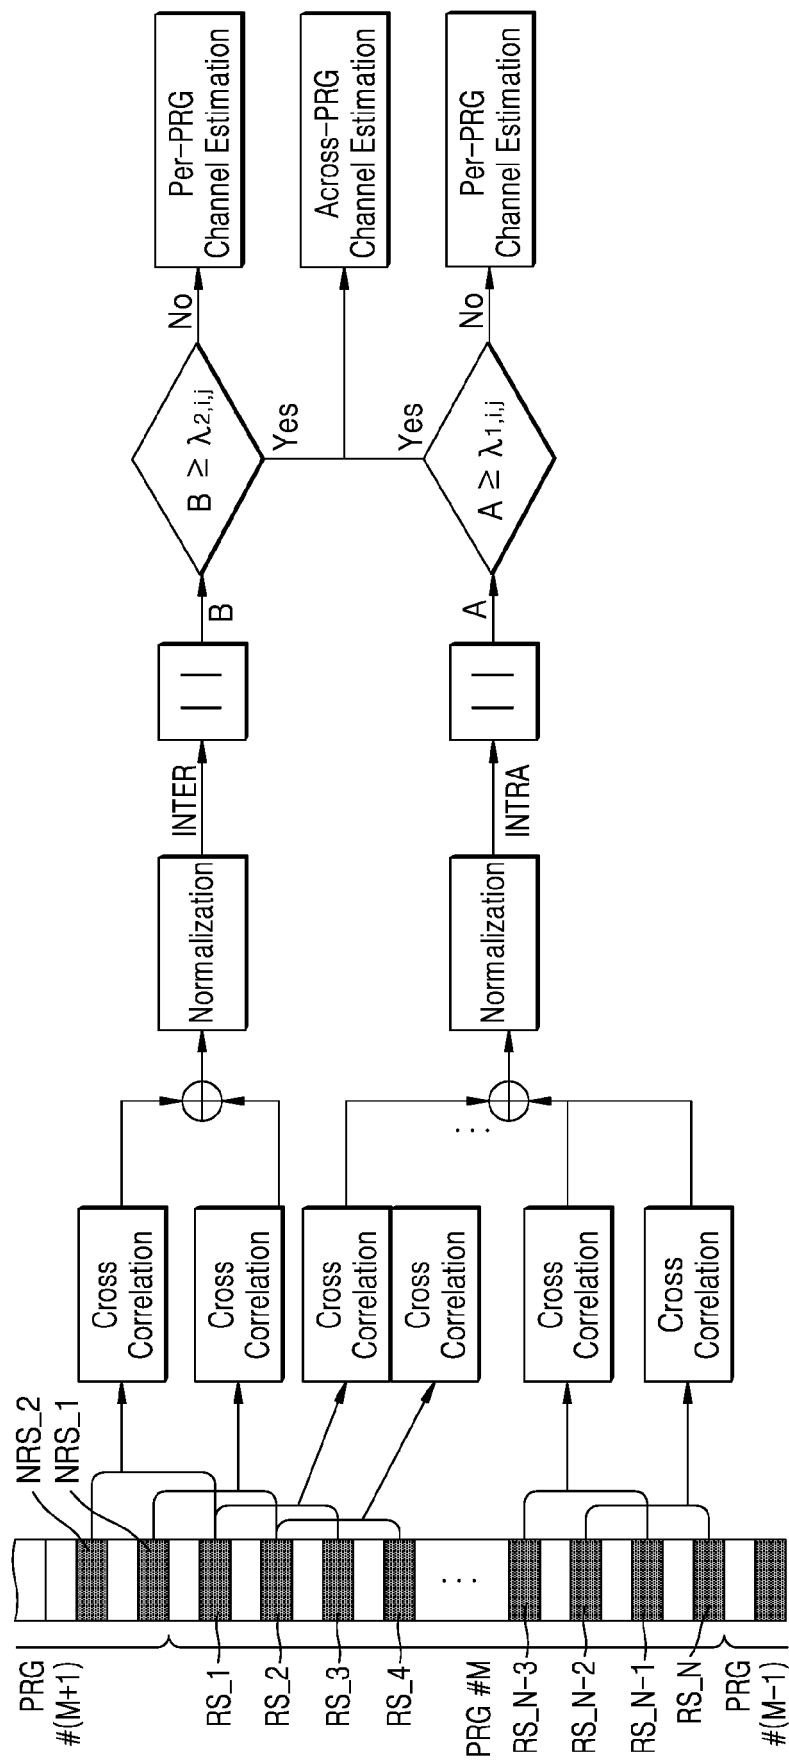 PRG
#(M+1)
NRS_2
NRS_1
RS_1
RS_2
RS_3
RS_4
. . .
PRG #M
RS_N-3
RS_N-2
RS_N-1
RS_N
PRG
#(M-1)
Cross
Correlation
Cross
Correlation
Cross
Correlation
Cross
Correlation
Cross
Correlation
Cross
Correlation
. . .
Normalization
INTER
| |
B
B ≥ λ2,i,j
No
Yes
Per-PRG
Channel Estimation
Across-PRG
Channel Estimation
Normalization
INTRA
| |
A
A ≥ λ1,i,j
Yes
No
Per-PRG
Channel Estimation